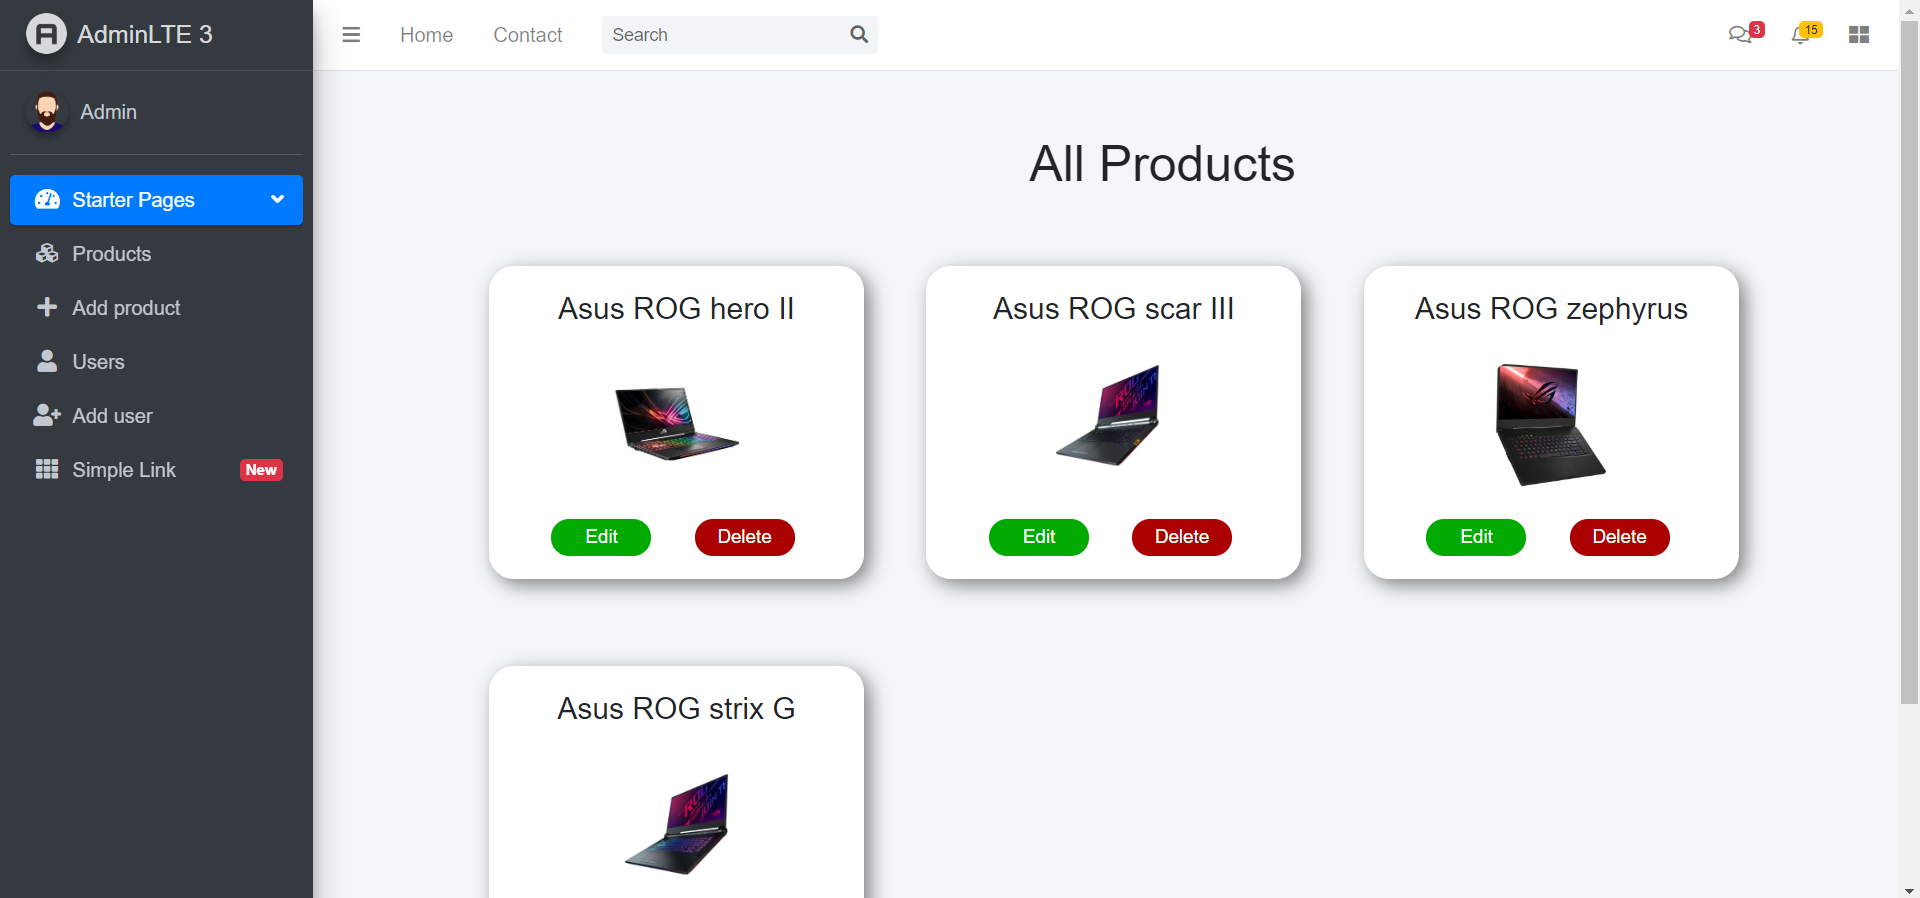 AdminLTE 3
Home
Contact
Search
3
15
Admin
Starter Pages
Products
Add product
Users
Add user
Simple Link
New
All Products
Asus ROG hero II
Edit
Delete
Asus ROG scar III
Edit
Delete
Asus ROG zephyrus
Edit
Delete
Asus ROG strix G